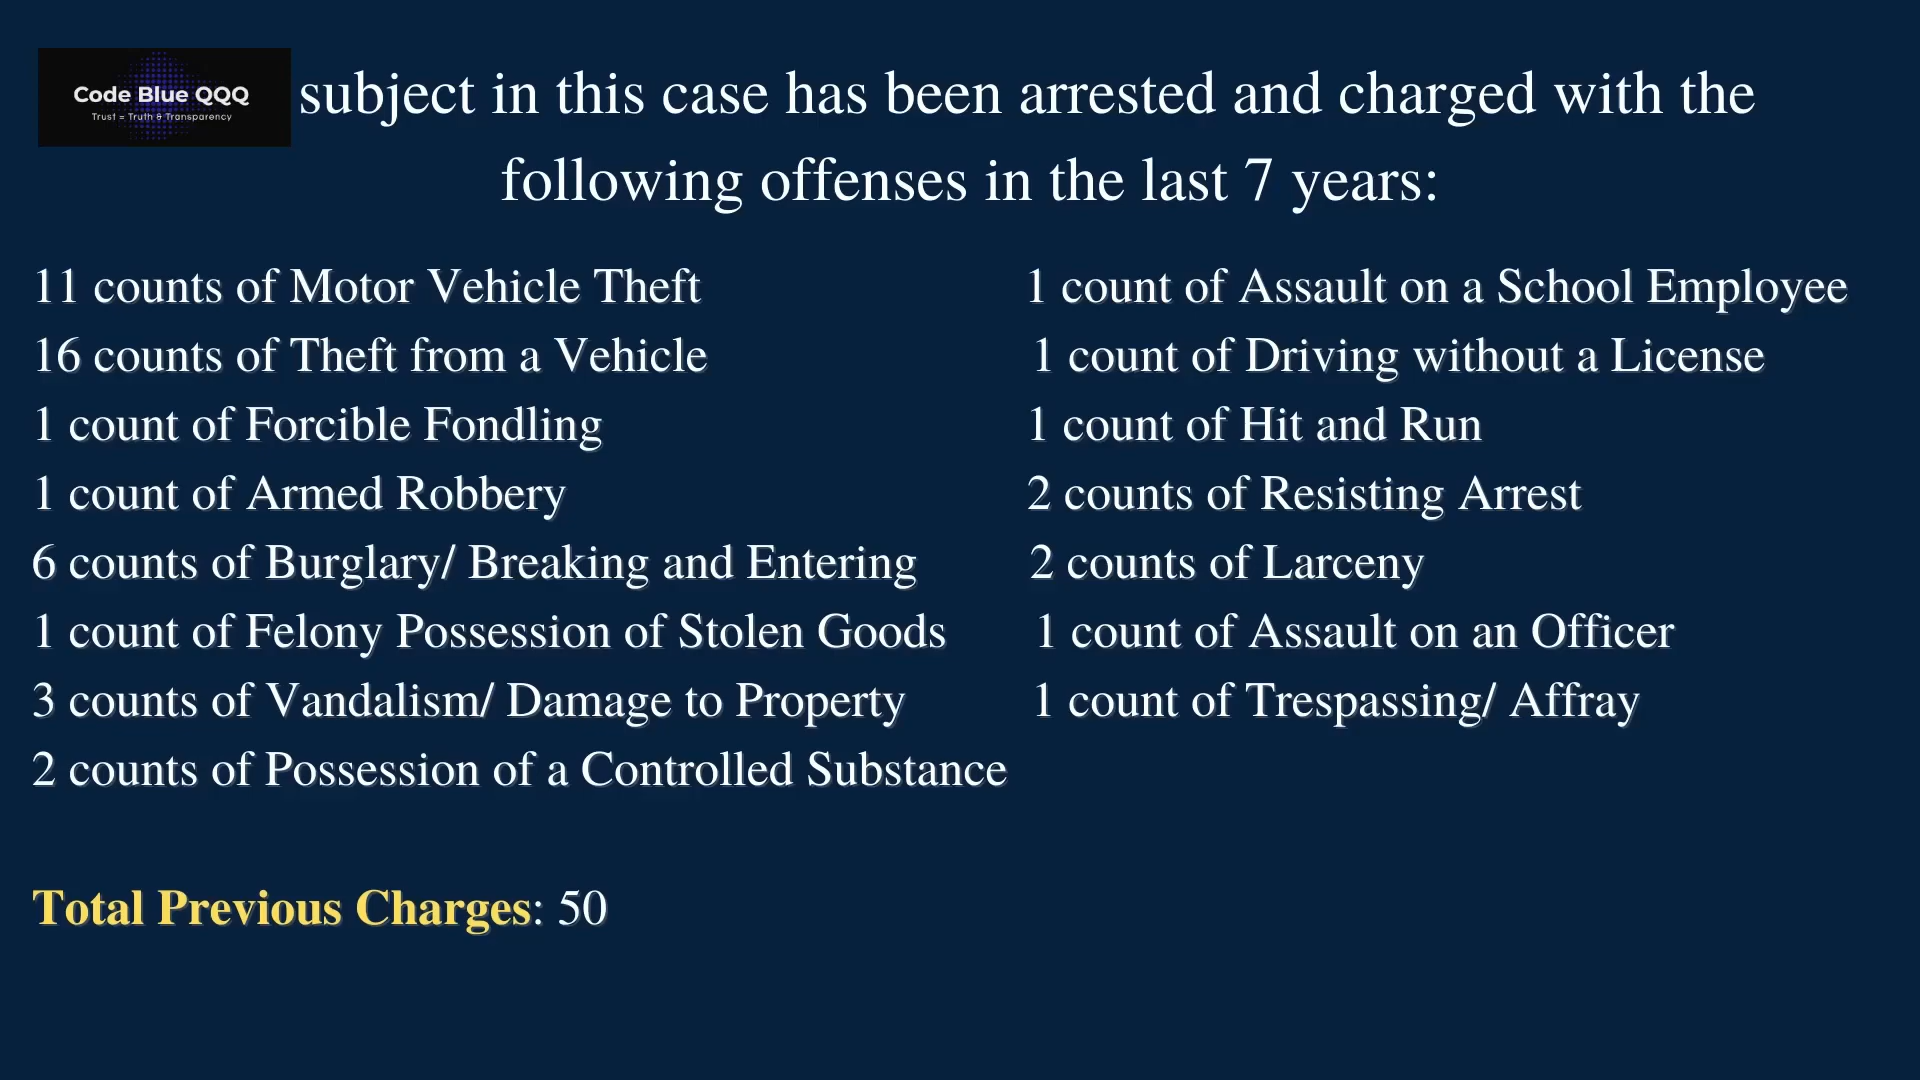 Code Blue QQQ
Trust = Truth & Transparency
subject in this case has been arrested and charged with the
following offenses in the last 7 years:
11 counts of Motor Vehicle Theft
16 counts of Theft from a Vehicle
1 count of Forcible Fondling
1 count of Armed Robbery
6 counts of Burglary/ Breaking and Entering
1 count of Felony Possession of Stolen Goods
3 counts of Vandalism/ Damage to Property
2 counts of Possession of a Controlled Substance
1 count of Assault on a School Employee
1 count of Driving without a License
1 count of Hit and Run
2 counts of Resisting Arrest
2 counts of Larceny
1 count of Assault on an Officer
1 count of Trespassing/ Affray
Total Previous Charges: 50